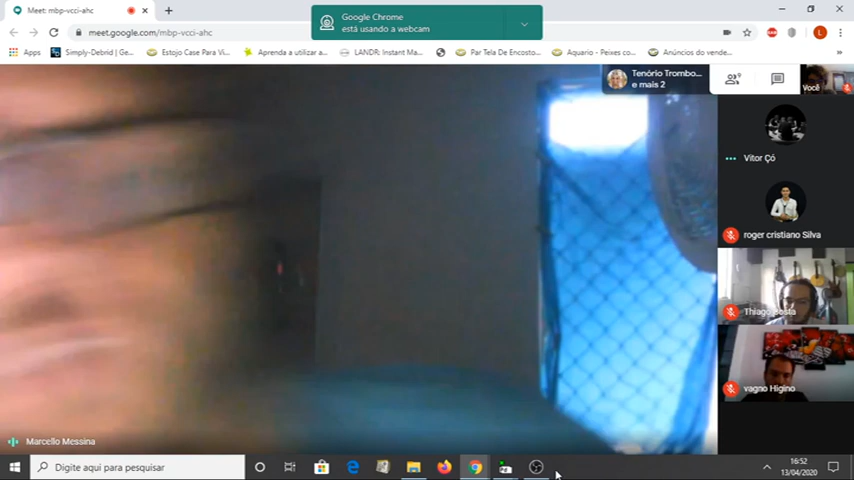 Meet: mbp-vcci-ahc
Google Chrome
está usando a webcam
meet.google.com/mbp-vcci-ahc
L
Apps
Simply-Debrid | Ge...
Estojo Case Para Vi...
Aprenda a utilizar a...
LANDR: Instant Ma...
Par Tela De Encosto...
Aquario - Peixes co...
Anúncios do vende...
Tenório Trombo...
e mais 2
9
Você
Vitor Çó
roger cristiano Silva
Thiago Costa
vagno Higino
Marcello Messina
Digite aqui para pesquisar
16:52
13/04/2020